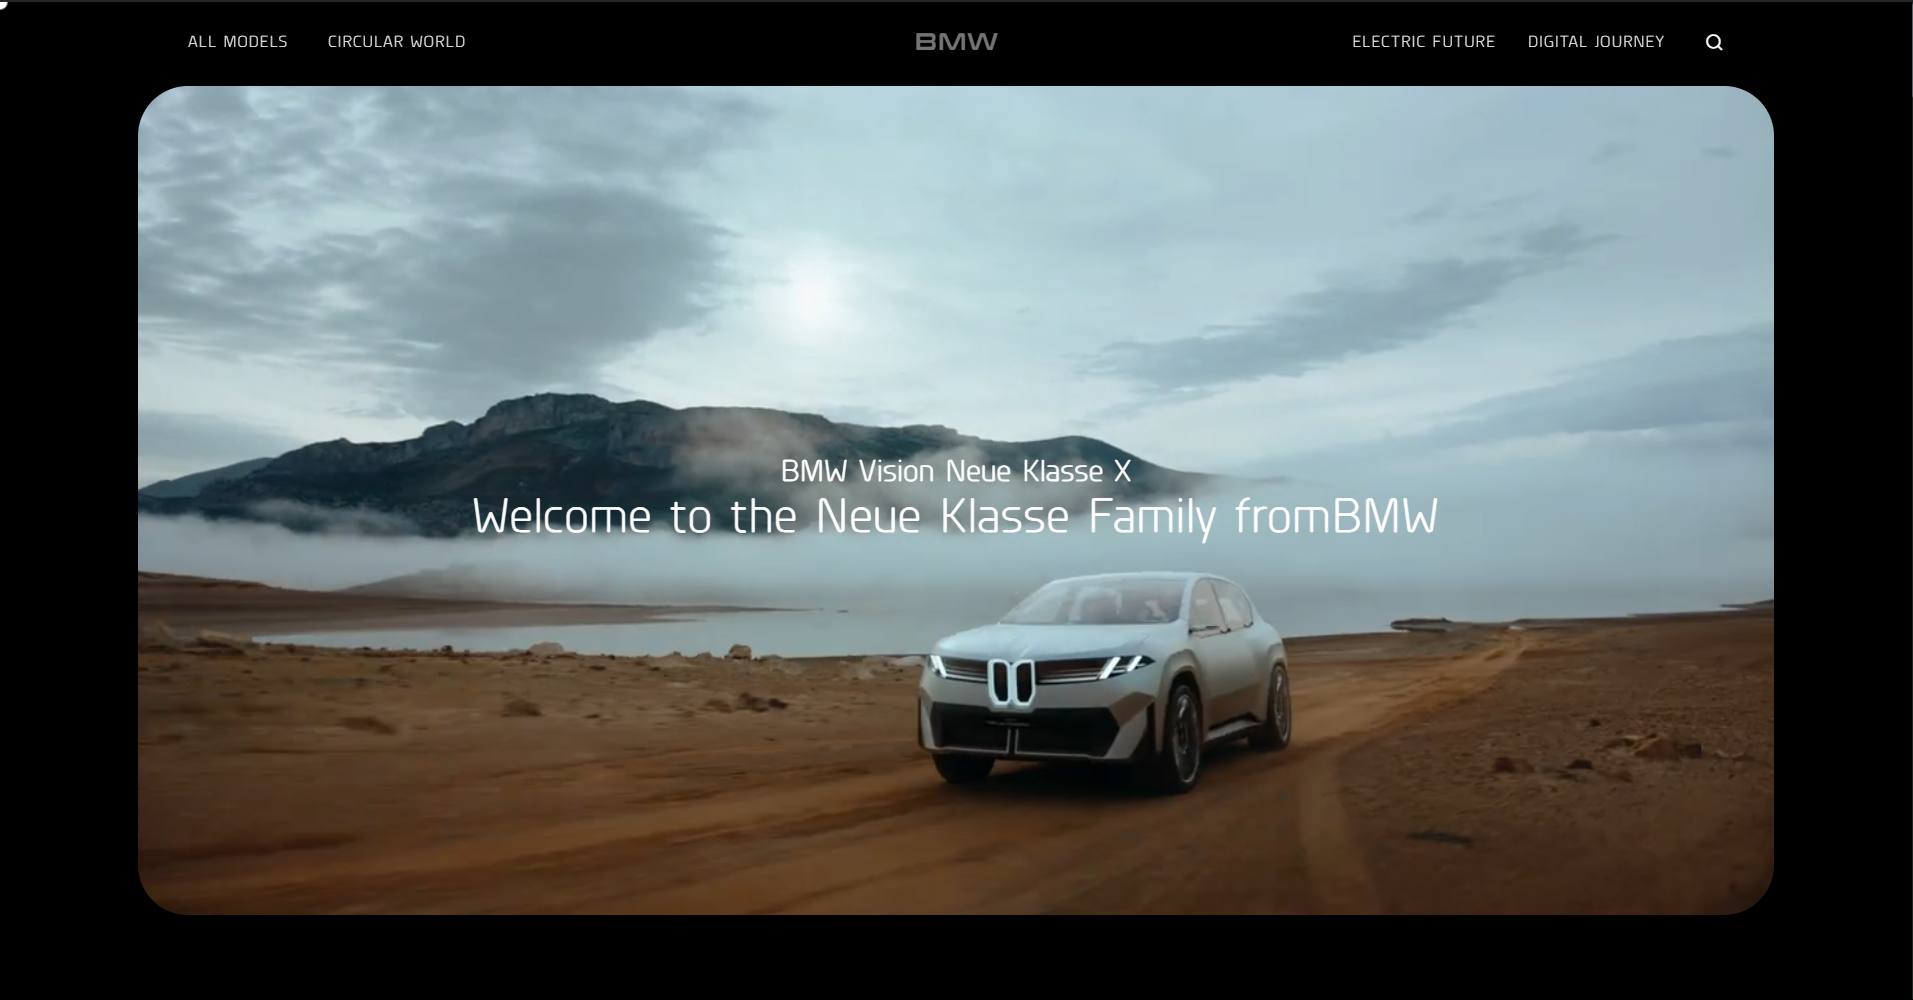 ALL MODELS
CIRCULAR WORLD
BMW
ELECTRIC FUTURE
DIGITAL JOURNEY
BMW Vision Neue Klasse X
Welcome to the Neue Klasse Family fromBMW